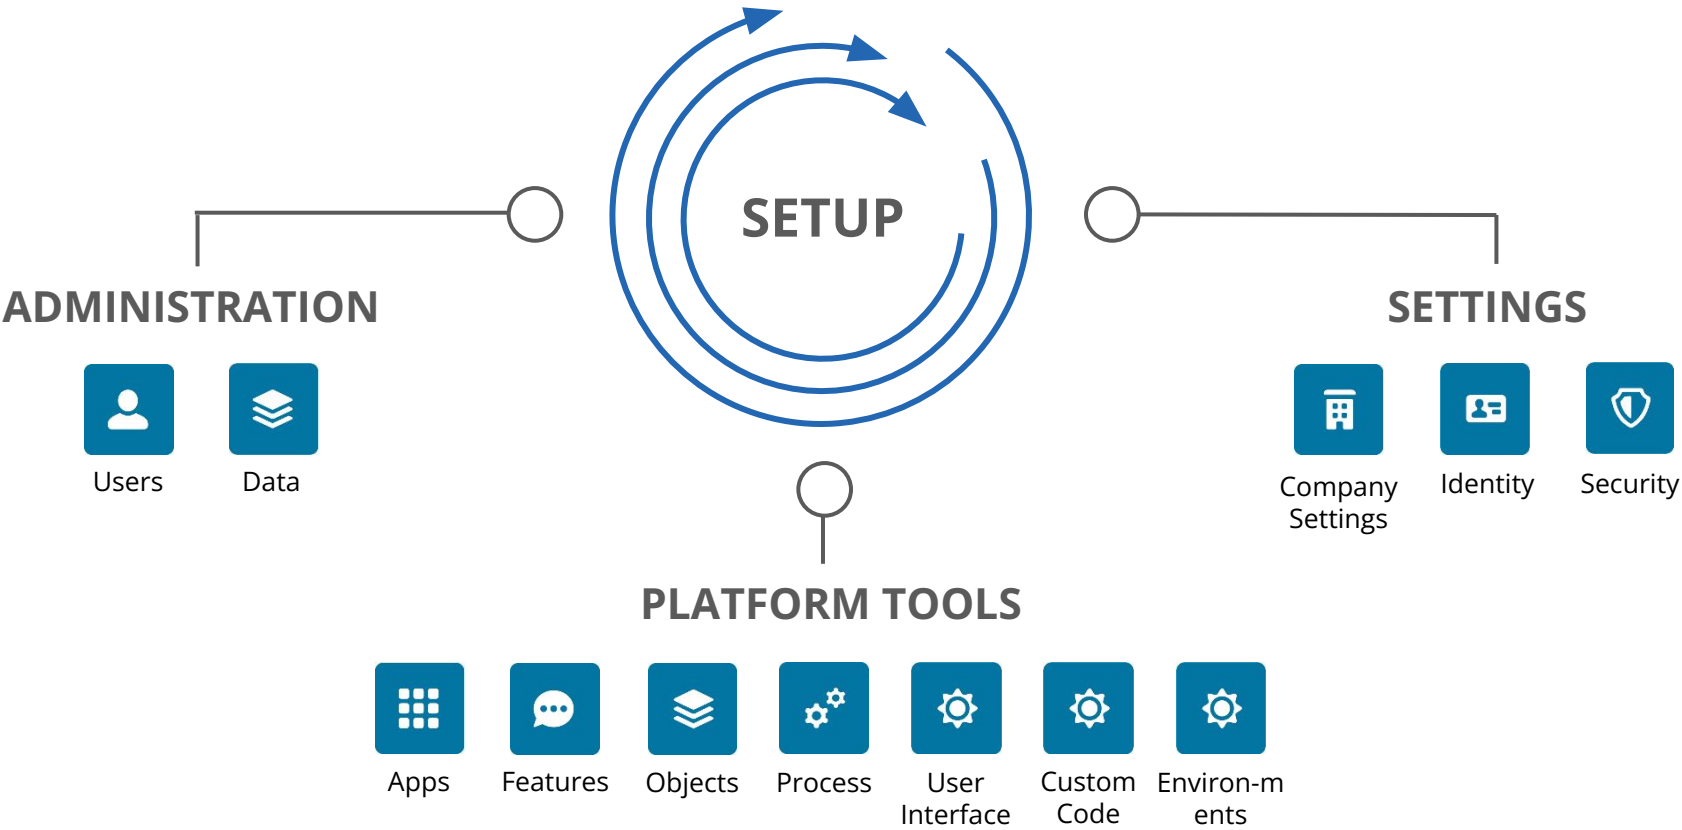 SETUP
ADMINISTRATION
Users
Data
SETTINGS
Company
Settings
Identity
Security
PLATFORM TOOLS
Apps
Features
Objects
Process
User
Interface
Custom
Code
Environ-m
ents